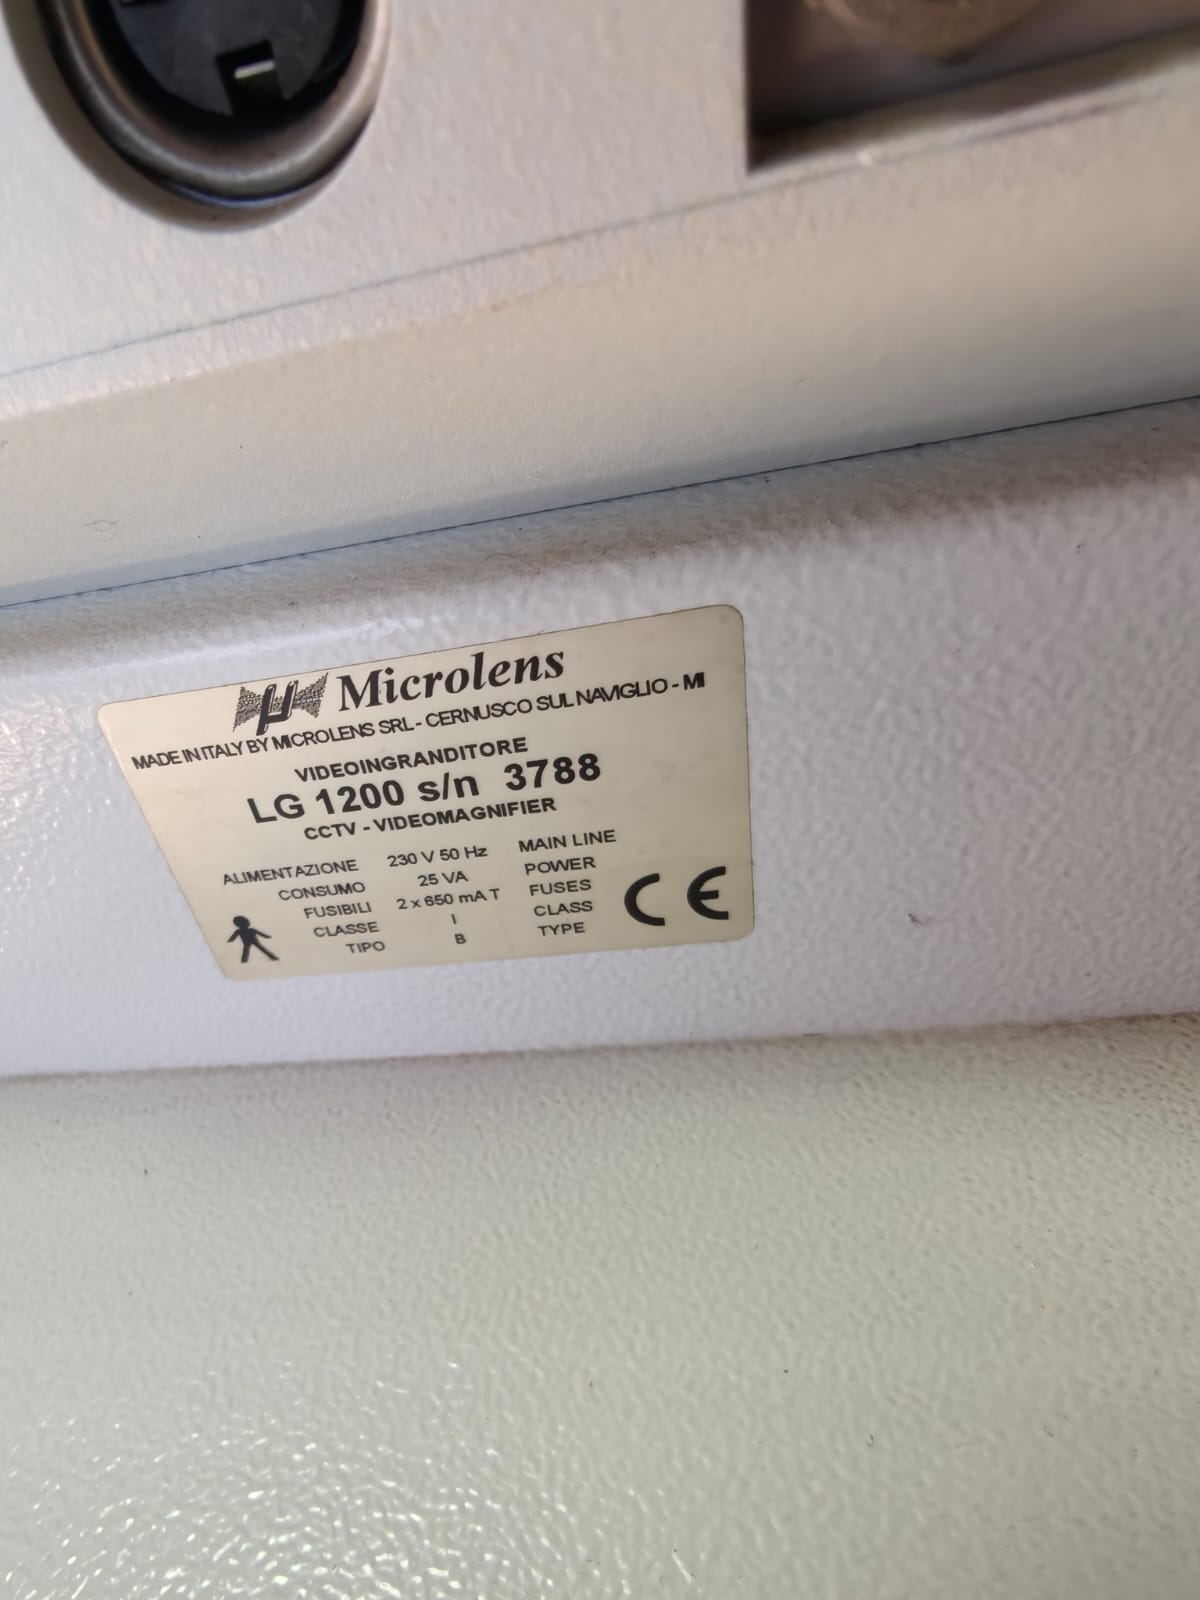 µ Microlens
MADE IN ITALY BY MICROLENS SRL - CERNUSCO SUL NAVIGLIO - MI
VIDEOINGRANDITORE
LG 1200 s/n 3788
CCTV - VIDEOMAGNIFIER
ALIMENTAZIONE 230 V 50 Hz MAIN LINE
CONSUMO 25 VA POWER
FUSIBILI 2 x 650 mA T FUSES
CLASSE I CLASS
TIPO B TYPE
CE